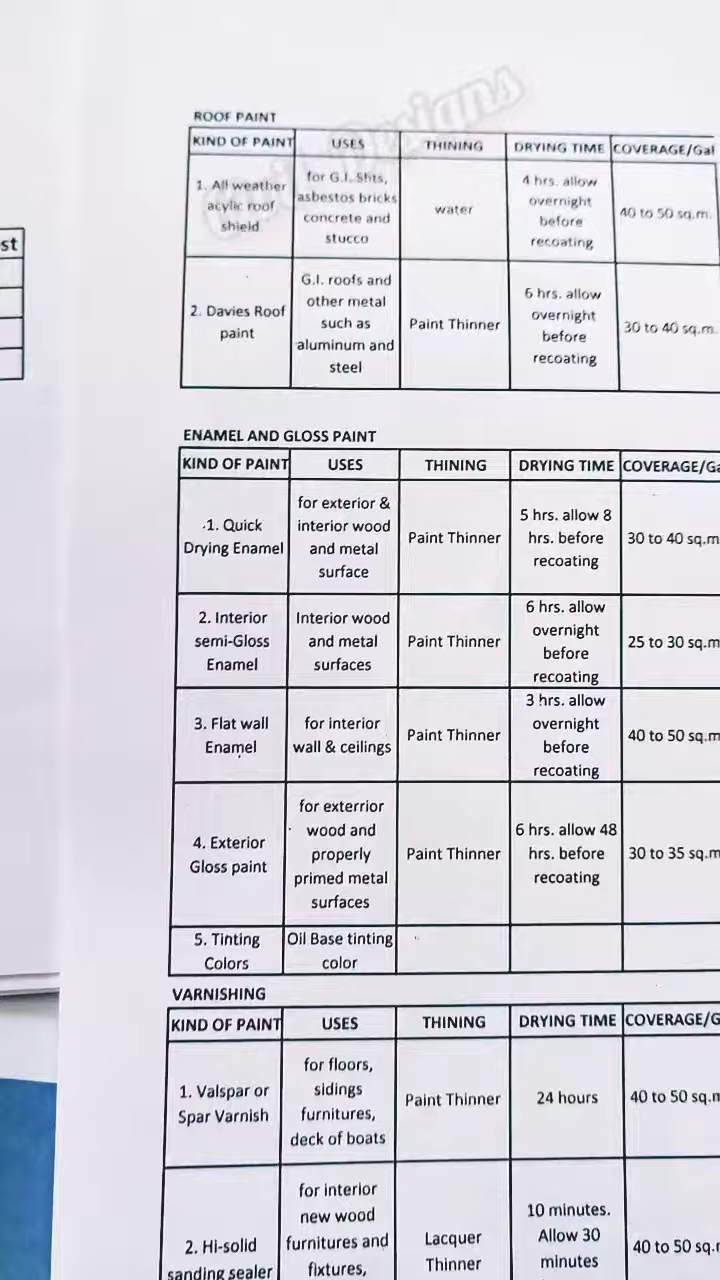 st
ROOF PAINT
KIND OF PAINT USES THINING DRYING TIME COVERAGE/Gal
1. All weather acylic roof shield
for G.I. Shts, asbestos bricks concrete and stucco
water
4 hrs. allow overnight before recoating
40 to 50 sq.m.
2. Davies Roof paint
G.I. roofs and other metal such as aluminum and steel
Paint Thinner
6 hrs. allow overnight before recoating
30 to 40 sq.m.
ENAMEL AND GLOSS PAINT
KIND OF PAINT USES THINING DRYING TIME COVERAGE/Ga
1. Quick Drying Enamel
for exterior & interior wood and metal surface
Paint Thinner
5 hrs. allow 8 hrs. before recoating
30 to 40 sq.m
2. Interior semi-Gloss Enamel
Interior wood and metal surfaces
Paint Thinner
6 hrs. allow overnight before recoating
25 to 30 sq.m
3. Flat wall Enamel
for interior wall & ceilings
Paint Thinner
3 hrs. allow overnight before recoating
40 to 50 sq.m
4. Exterior Gloss paint
for exterrior wood and properly primed metal surfaces
Paint Thinner
6 hrs. allow 48 hrs. before recoating
30 to 35 sq.m
5. Tinting Colors
Oil Base tinting color
VARNISHING
KIND OF PAINT USES THINING DRYING TIME COVERAGE/G
1. Valspar or Spar Varnish
for floors, sidings furnitures, deck of boats
Paint Thinner
24 hours
40 to 50 sq.m
2. Hi-solid sanding sealer
for interior new wood furnitures and fixtures,
Lacquer Thinner
10 minutes. Allow 30 minutes
40 to 50 sq.